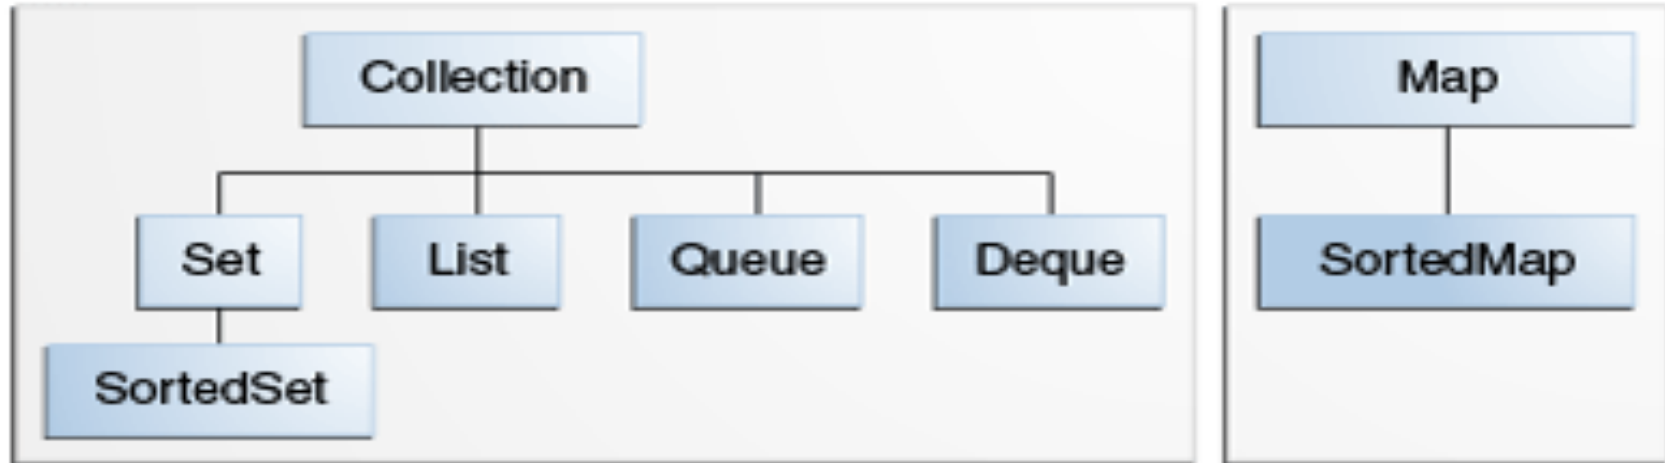 Collection
Map
Set
List
Queue
Deque
SortedMap
SortedSet